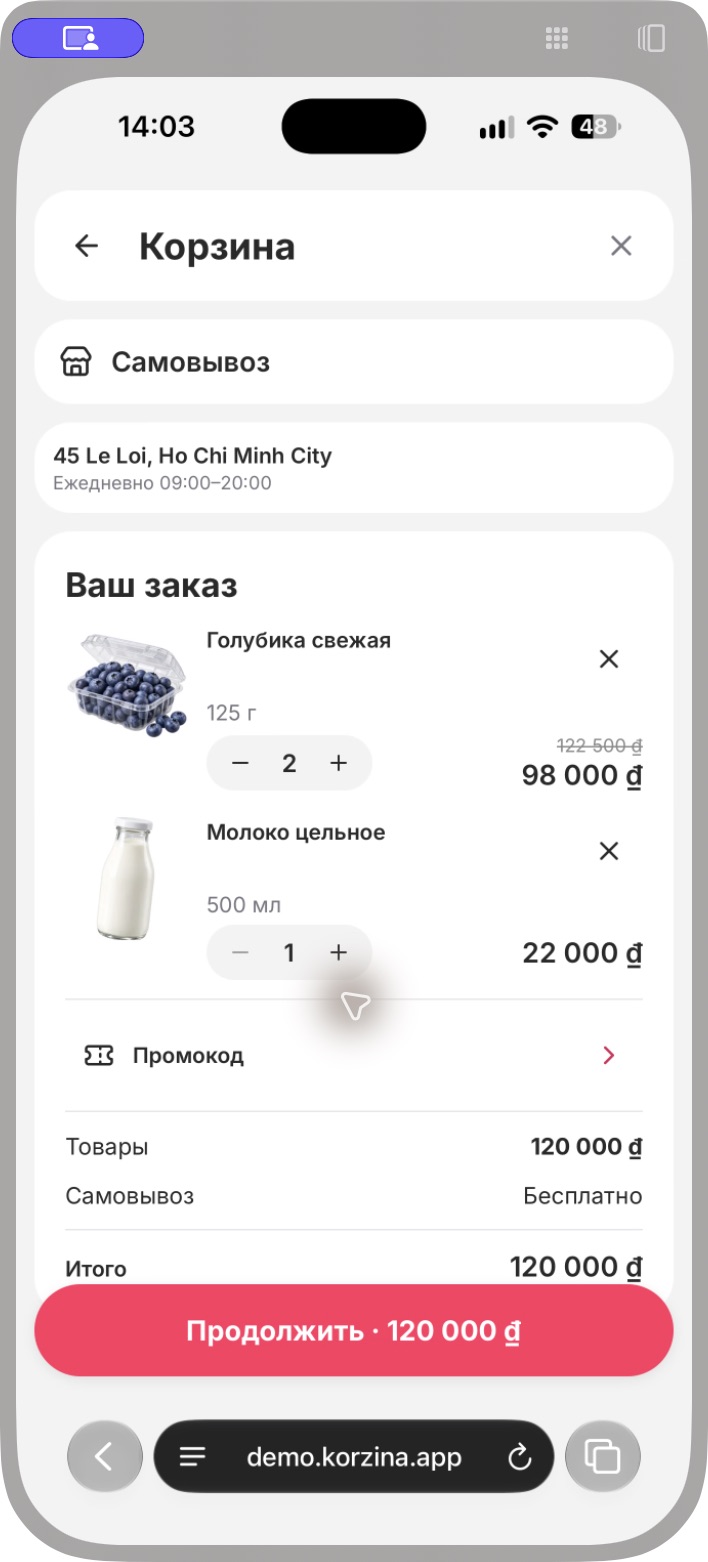 14:03
48
Корзина
Самовывоз
45 Le Loi, Ho Chi Minh City
Ежедневно 09:00–20:00
Ваш заказ
Голубика свежая
125 г
122 500 ₫
2
98 000 ₫
Молоко цельное
500 мл
1
22 000 ₫
Промокод
Товары
120 000 ₫
Самовывоз
Бесплатно
Итого
120 000 ₫
Продолжить · 120 000 ₫
demo.korzina.app